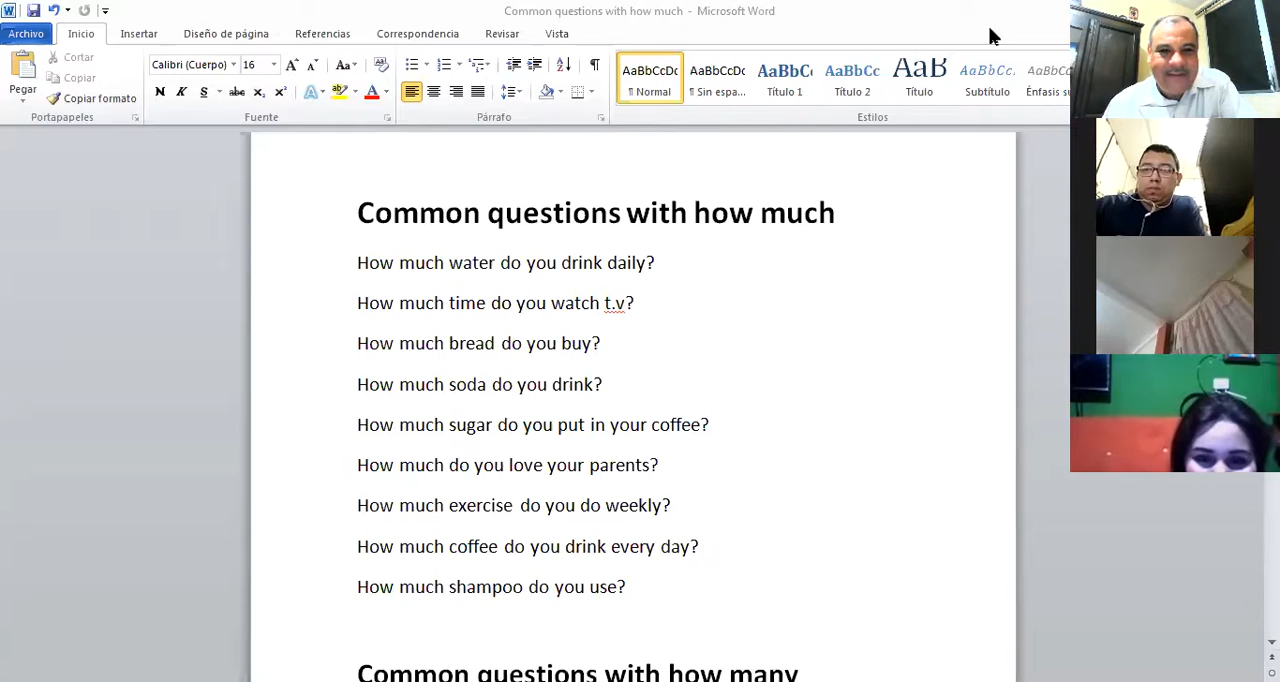 Common questions with how much - Microsoft Word
Archivo Inicio Insertar Diseño de página Referencias Correspondencia Revisar Vista
Pegar
Cortar
Copiar
Copiar formato
Portapapeles
Calibri (Cuerpo) 16
N K S abc x₂ x²
Fuente
Párrafo
AaBbCcDc AaBbCcDc AaBbC AaBbCc AaB AaBbCc. AaBbCc
Normal Sin espa... Título 1 Título 2 Título Subtítulo Énfasis
Estilos
Common questions with how much
How much water do you drink daily?
How much time do you watch t.v?
How much bread do you buy?
How much soda do you drink?
How much sugar do you put in your coffee?
How much do you love your parents?
How much exercise do you do weekly?
How much coffee do you drink every day?
How much shampoo do you use?
Common questions with how many